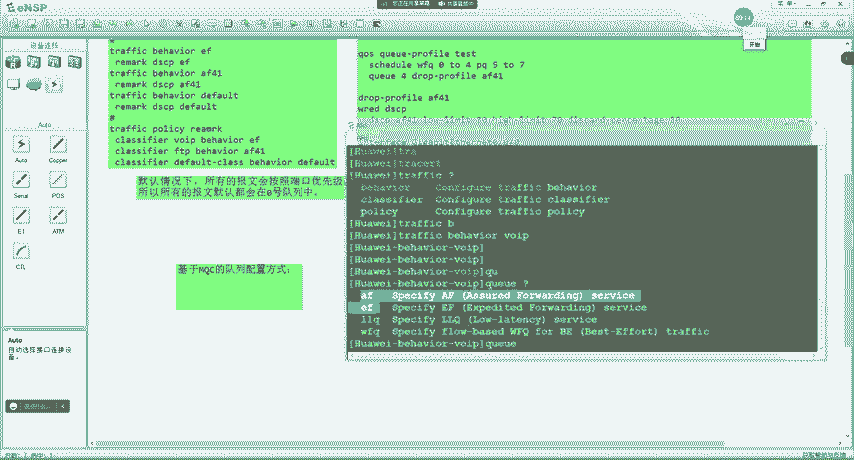 eNSP
设备选择
Auto
Auto
Copper
Serial
POS
E1
ATM
CTL
Auto
自动选择接口连接设备。
#
traffic behavior ef
remark dscp ef
traffic behavior af41
remark dscp af41
traffic behavior default
remark dscp default
#
traffic policy reamrk
classifier voip behavior ef
classifier ftp behavior af41
classifier default-class behavior default
默认情况下，所有的报文会按照端口优先级
所以所有的报文默认都会在0号队列中。
基于MQC的队列配置方式：
qos queue-profile test
schedule wfq 0 to 4 pq 5 to 7
queue 4 drop-profile af41
drop-profile af41
wred dscp
[Huawei]tra
[Huawei]tracert
[Huawei]traffic ?
behavior Configure traffic behavior
classifier Configure traffic classifier
policy Configure traffic policy
[Huawei]traffic b
[Huawei]traffic behavior voip
[Huawei-behavior-voip]
[Huawei-behavior-voip]
[Huawei-behavior-voip]qu
[Huawei-behavior-voip]queue ?
af Specify AF (Assured Forwarding) service
ef Specify EF (Expedited Forwarding) service
llq Specify LLQ (Low-latency) service
wfq Specify flow-based WFQ for BE (Best-Effort) traffic
[Huawei-behavior-voip]queue